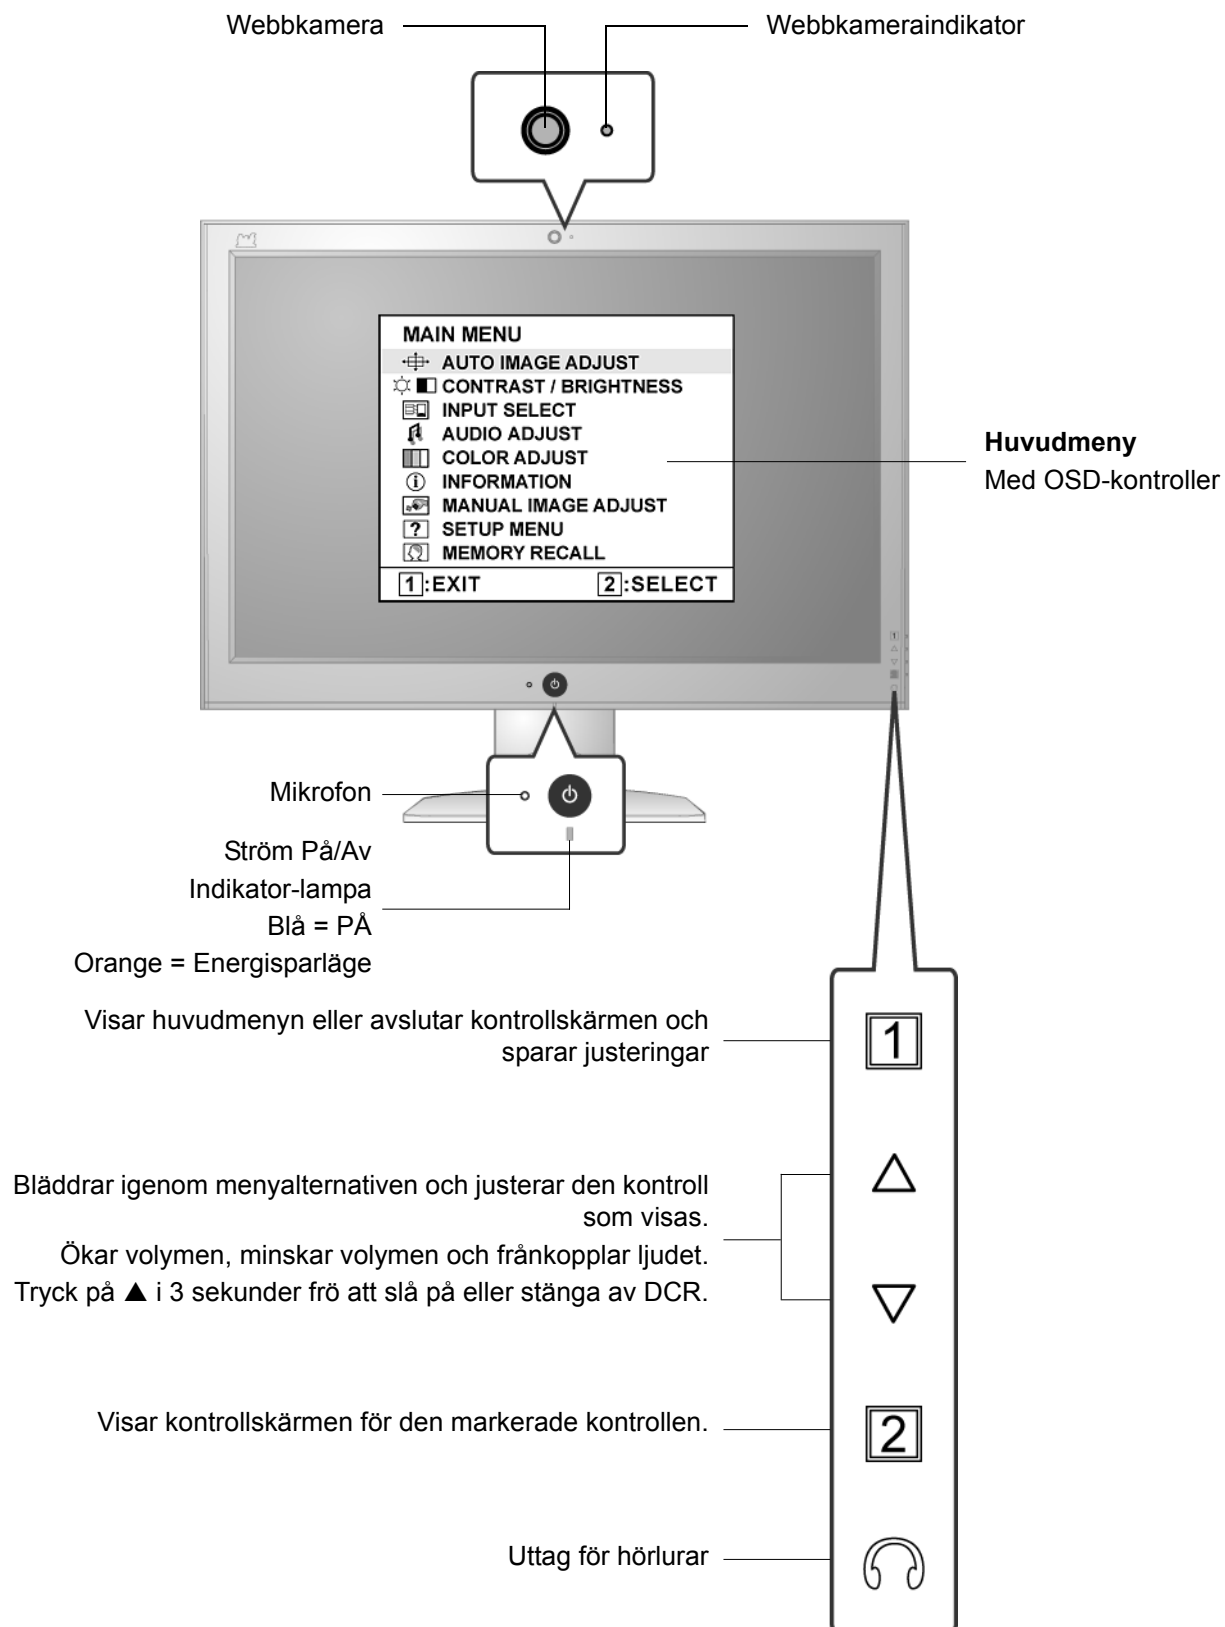 Webbkamera
Webbkameraindikator
MAIN MENU
AUTO IMAGE ADJUST
CONTRAST / BRIGHTNESS
INPUT SELECT
AUDIO ADJUST
COLOR ADJUST
INFORMATION
MANUAL IMAGE ADJUST
SETUP MENU
MEMORY RECALL
1:EXIT 2:SELECT
Huvudmeny
Med OSD-kontroller
1
Mikrofon
Ström På/Av
Indikator-lampa
Blå = PÅ
Orange = Energisparläge
Visar huvudmenyn eller avslutar kontrollskärmen och
sparar justeringar
1
Bläddrar igenom menyalternativen och justerar den kontroll
som visas.
Ökar volymen, minskar volymen och frånkopplar ljudet.
Tryck på ▲ i 3 sekunder frö att slå på eller stänga av DCR.
Visar kontrollskärmen för den markerade kontrollen.
2
Uttag för hörlurar